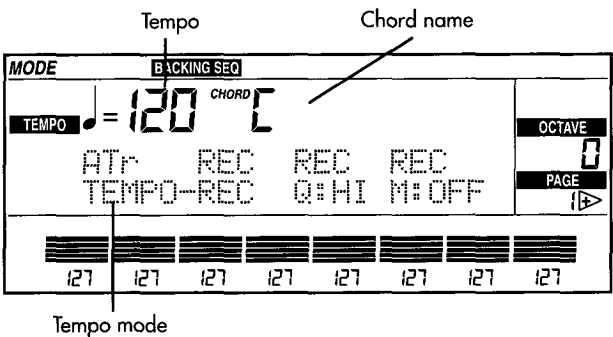 Tempo Chord name
MODE BACKING SEQ
TEMPO ♩=120 CHORD C OCTAVE
0
ATr REC REC REC
TEMPO-REC Q:HI M:OFF PAGE
1+
127 127 127 127 127 127 127 127
Tempo mode